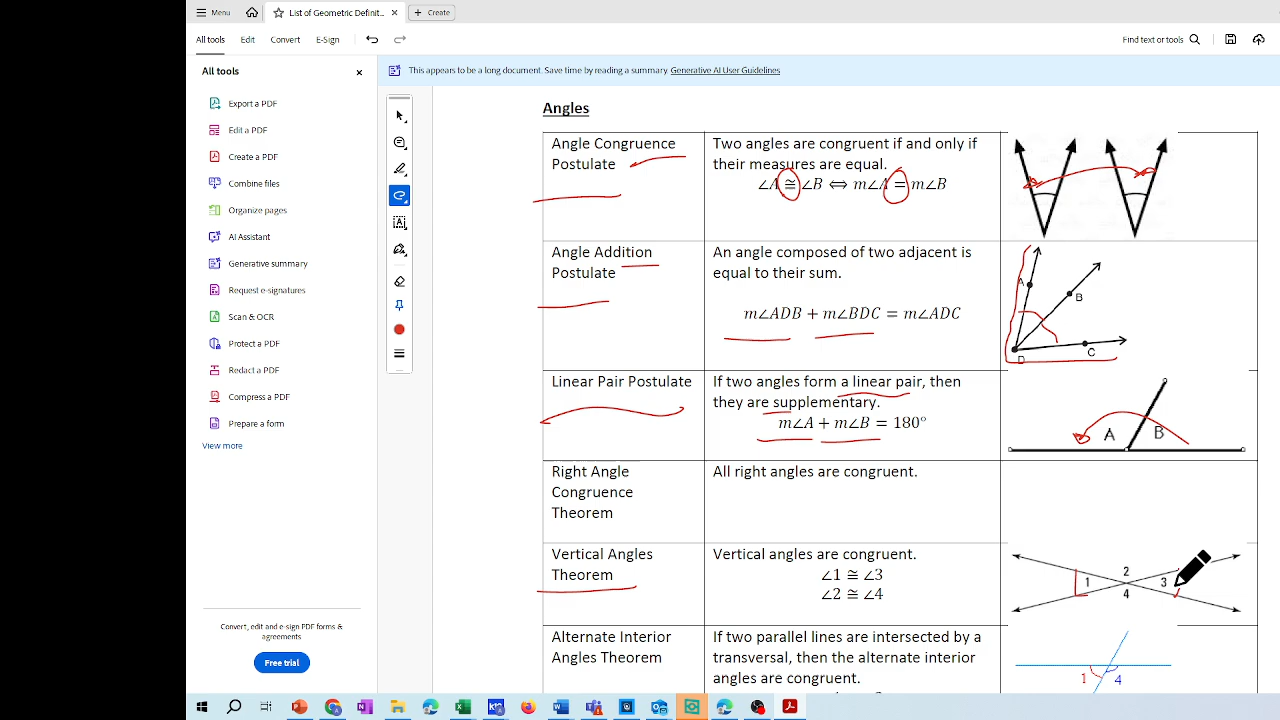 Menu
List of Geometric Definit...
Create
All tools
Edit
Convert
E-Sign
Find text or tools
All tools
This appears to be a long document. Save time by reading a summary. Generative AI User Guidelines
Export a PDF
Edit a PDF
Create a PDF
Combine files
Organize pages
AI Assistant
Generative summary
Request e-signatures
Scan & OCR
Protect a PDF
Redact a PDF
Compress a PDF
Prepare a form
View more
Convert, edit and e-sign PDF forms & agreements
Free trial
Angles
Angle Congruence
Postulate
Two angles are congruent if and only if
their measures are equal.
∠A ≅ ∠B ⟺ m∠A = m∠B
Angle Addition
Postulate
An angle composed of two adjacent is
equal to their sum.
m∠ADB + m∠BDC = m∠ADC
A
B
D
C
Linear Pair Postulate
If two angles form a linear pair, then
they are supplementary.
m∠A + m∠B = 180°
A B
Right Angle
Congruence
Theorem
All right angles are congruent.
Vertical Angles
Theorem
Vertical angles are congruent.
∠1 ≅ ∠3
∠2 ≅ ∠4
2
1 3
4
Alternate Interior
Angles Theorem
If two parallel lines are intersected by a
transversal, then the alternate interior
angles are congruent.
1 4